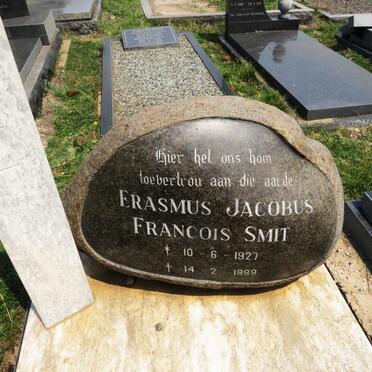 Hier het ons hom
toevertrou aan die aarde
ERASMUS JACOBUS
FRANCOIS SMIT
10 - 6 - 1927
14 - 2 - 1989